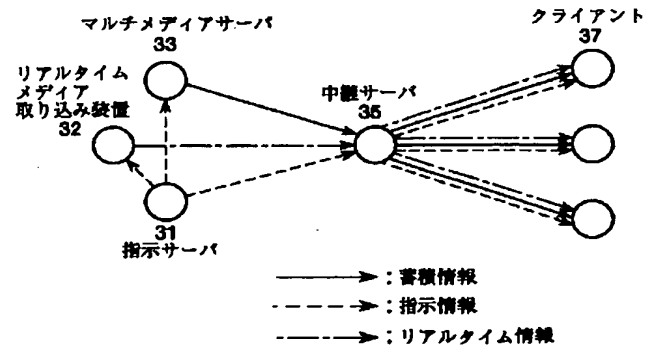 マルチメディアサーバ
33
クライアント
37
リアルタイム
メディア
取り込み装置
32
中継サーバ
35
31
指示サーバ
:蓄積情報
:指示情報
:リアルタイム情報